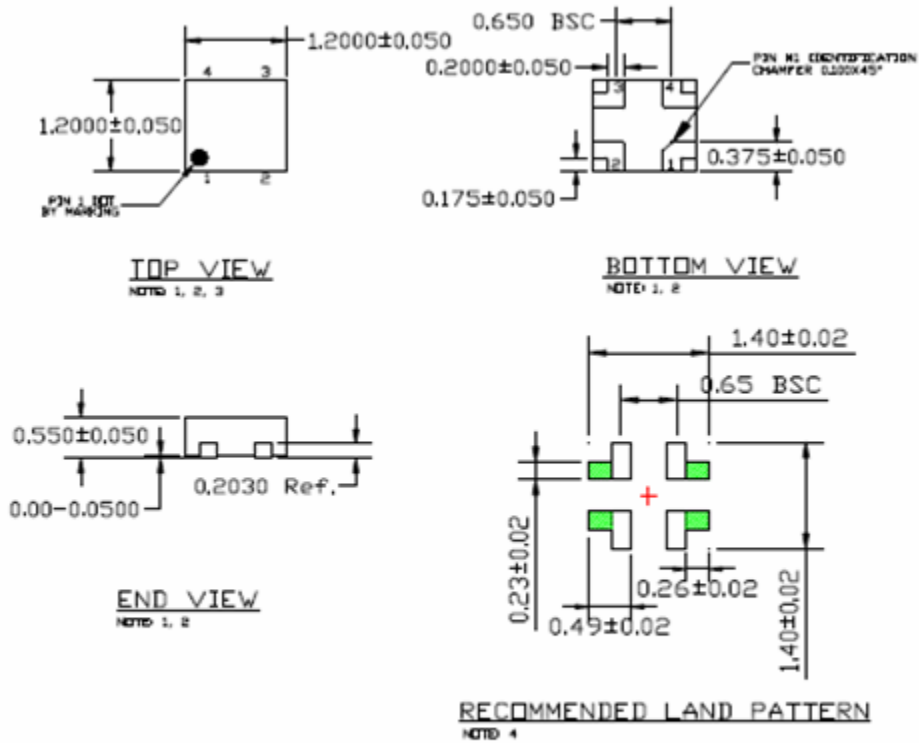 1.2000±0.050
4 3
1.2000±0.050
1 2
PIN 1 DOT
BY MARKING
TOP VIEW
NOTE: 1, 2, 3
0.650 BSC
0.2000±0.050
PIN #1 IDENTIFICATION
CHAMFER 0.100X45°
3 4
2 1
0.375±0.050
0.175±0.050
BOTTOM VIEW
NOTE: 1, 2
0.550±0.050
0.2030 Ref.
0.00-0.0500
END VIEW
NOTE: 1, 2
1.40±0.02
0.65 BSC
0.23±0.02
0.26±0.02
0.49±0.02
1.40±0.02
RECOMMENDED LAND PATTERN
NOTE: 4